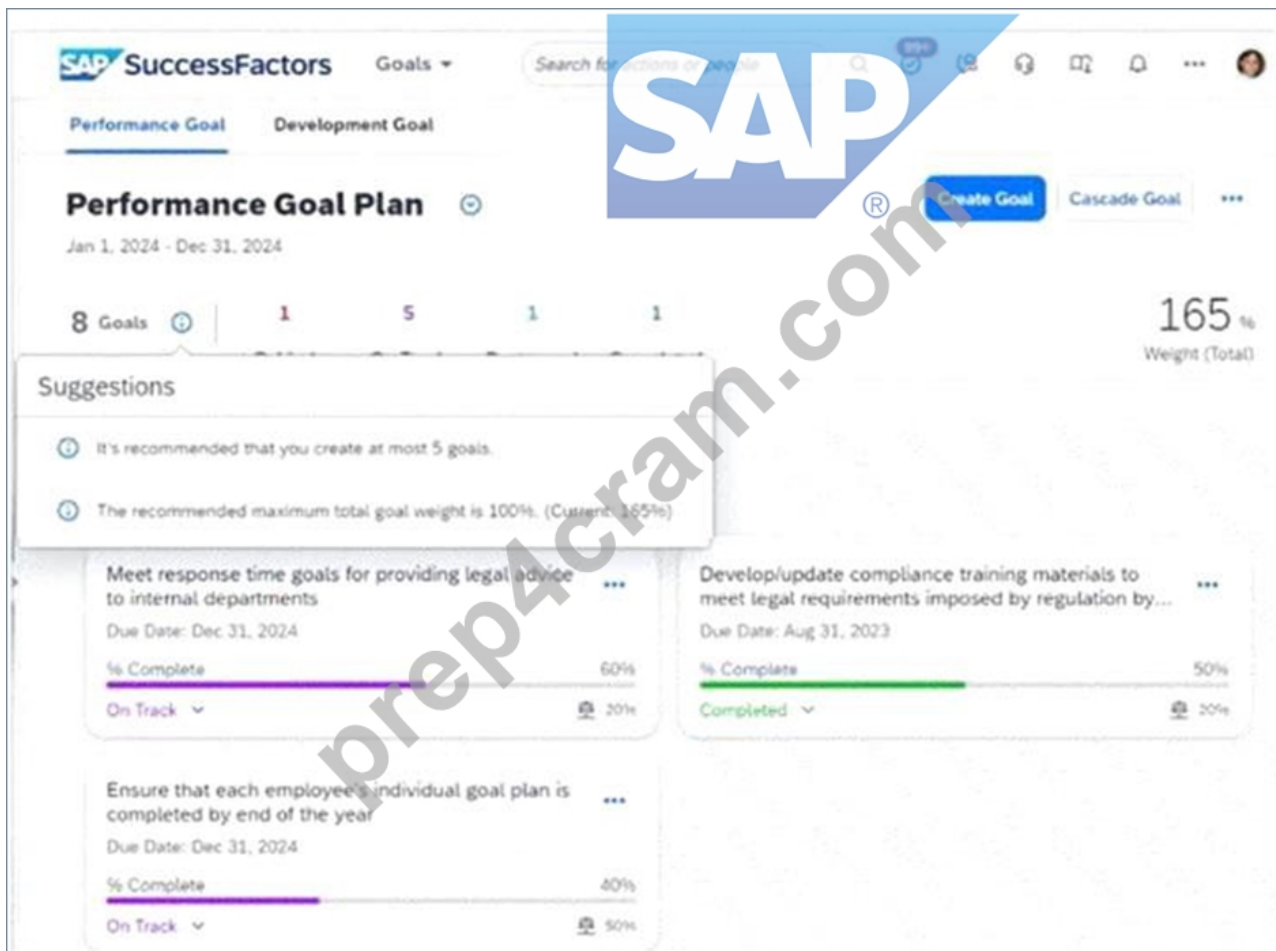 SAP SuccessFactors Goals Search for actions or people 99+
SAP
®
Performance Goal Development Goal
Performance Goal Plan
Create Goal Cascade Goal
Jan 1, 2024 - Dec 31, 2024
8 Goals 1 5 1 1
165 %
Weight (Total)
Suggestions
It's recommended that you create at most 5 goals.
The recommended maximum total goal weight is 100%. (Current: 165%)
Meet response time goals for providing legal advice
to internal departments
Due Date: Dec 31, 2024
% Complete 60%
On Track 20%
Develop/update compliance training materials to
meet legal requirements imposed by regulation by...
Due Date: Aug 31, 2023
% Complete 50%
Completed 20%
Ensure that each employee's individual goal plan is
completed by end of the year
Due Date: Dec 31, 2024
% Complete 40%
On Track 50%
prep4cram.com